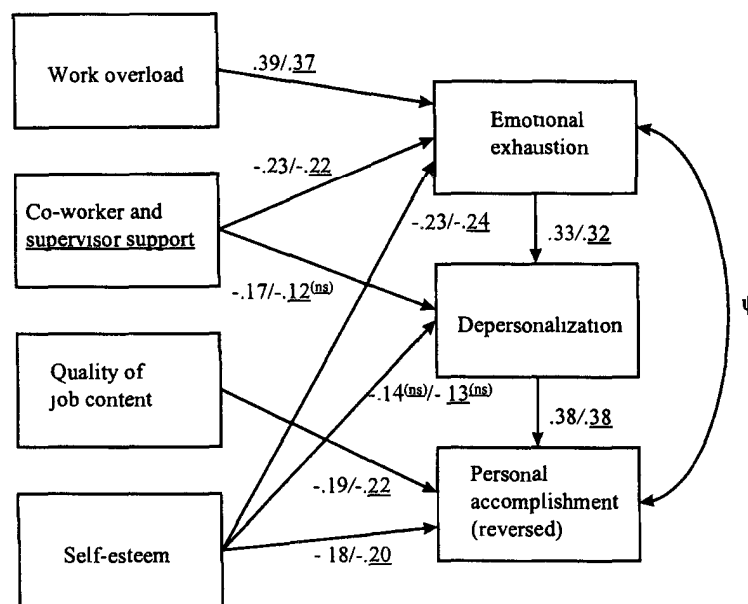 Work overload
.39/.37
Emotional
exhaustion
-.23/-.22
Co-worker and
supervisor support
-.23/-.24
.33/.32
-.17/-.12(ns)
Depersonalization
ψ
Quality of
job content
-.14(ns)/- 13(ns)
.38/.38
-.19/-.22
Personal
accomplishment
(reversed)
Self-esteem
- 18/-.20